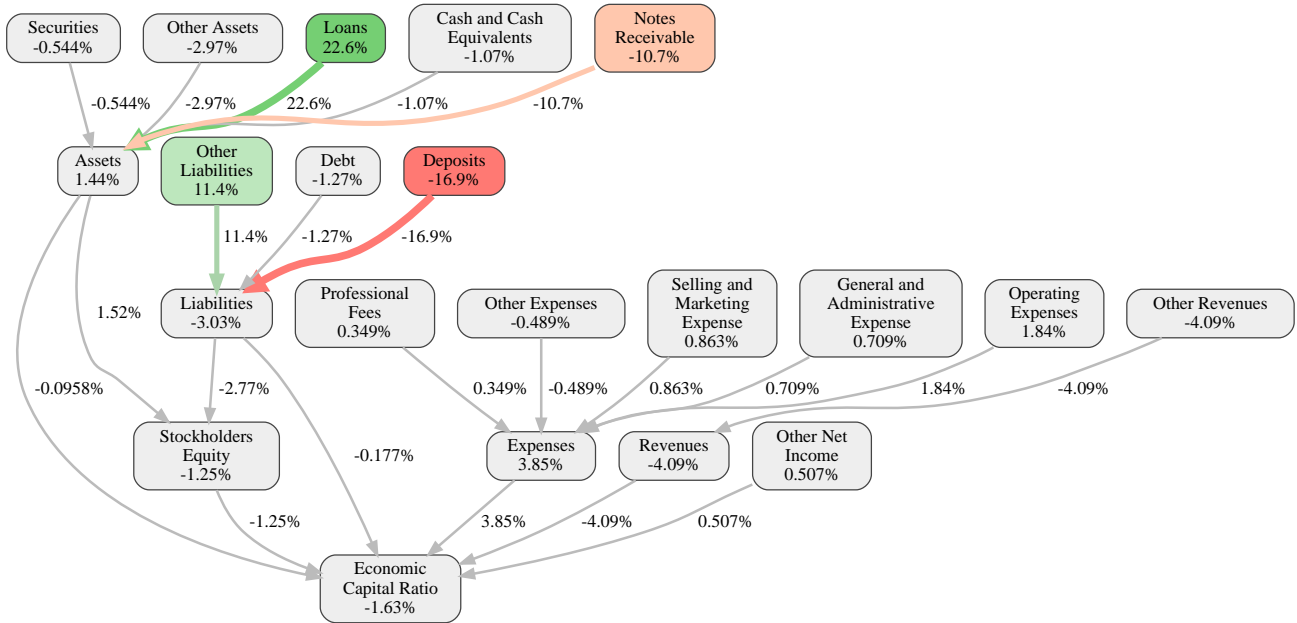 Securities
-0.544%
Other Assets
-2.97%
Loans
22.6%
Cash and Cash
Equivalents
-1.07%
Notes
Receivable
-10.7%
-0.544%
-2.97%
22.6%
-1.07%
-10.7%
Assets
1.44%
Other
Liabilities
11.4%
Debt
-1.27%
Deposits
-16.9%
11.4%
-1.27%
-16.9%
Liabilities
-3.03%
Professional
Fees
0.349%
Other Expenses
-0.489%
Selling and
Marketing
Expense
0.863%
General and
Administrative
Expense
0.709%
Operating
Expenses
1.84%
Other Revenues
-4.09%
1.52%
-0.0958%
-2.77%
0.349%
-0.489%
0.863%
0.709%
1.84%
-4.09%
Stockholders
Equity
-1.25%
-0.177%
Expenses
3.85%
Revenues
-4.09%
Other Net
Income
0.507%
-1.25%
3.85%
-4.09%
0.507%
Economic
Capital Ratio
-1.63%